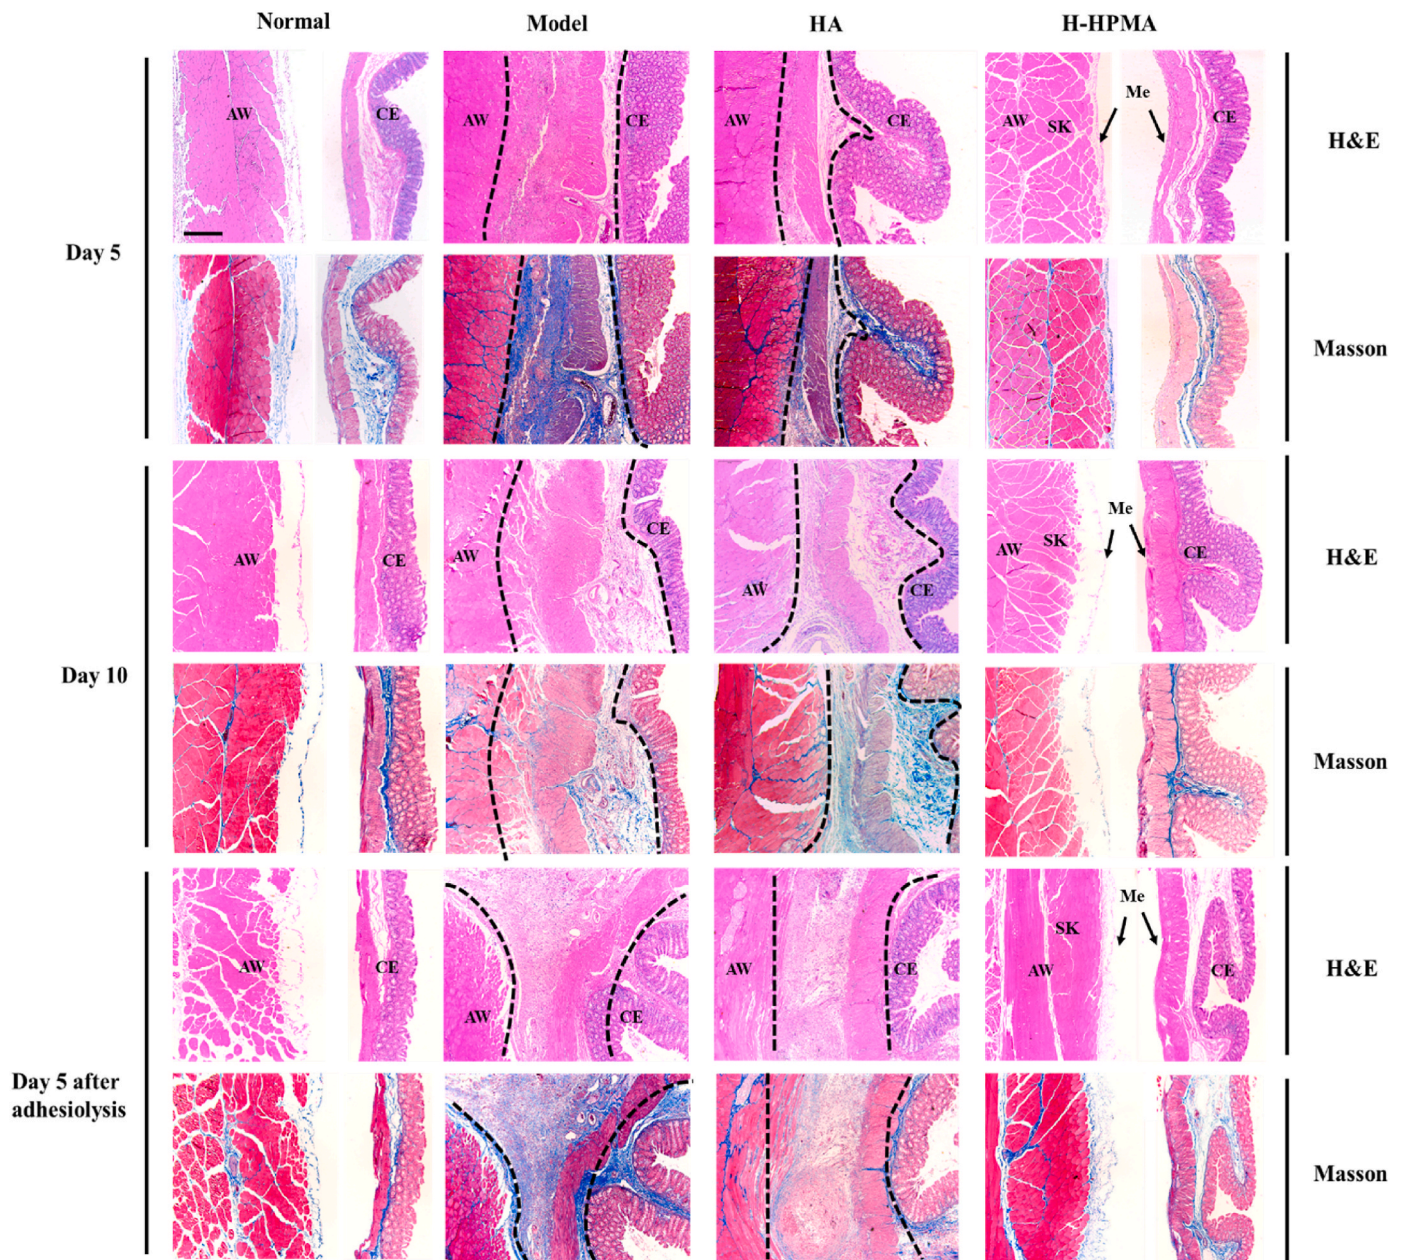 Normal Model HA H-HPMA
AW CE AW CE AW CE AW SK Me CE
H&E
Day 5
Masson
AW CE AW CE AW CE AW SK Me CE
H&E
Day 10
Masson
AW CE AW CE AW CE AW SK Me CE
H&E
Day 5 after
adhesiolysis
Masson